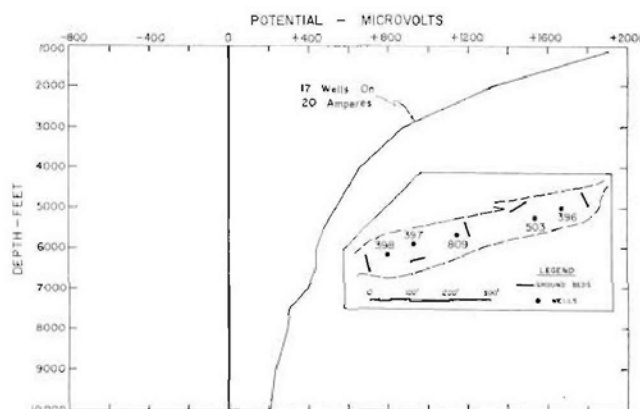 POTENTIAL - MICROVOLTS
-800 -400 0 +400 +800 +1200 +1600 +2000
1000
2000
3000
4000
5000
6000
7000
8000
9000
10,000
DEPTH-FEET
17 Wells On
20 Amperes
398
397
809
503
396
LEGEND
GROUND BEDS
WELLS
0 100' 200' 300'